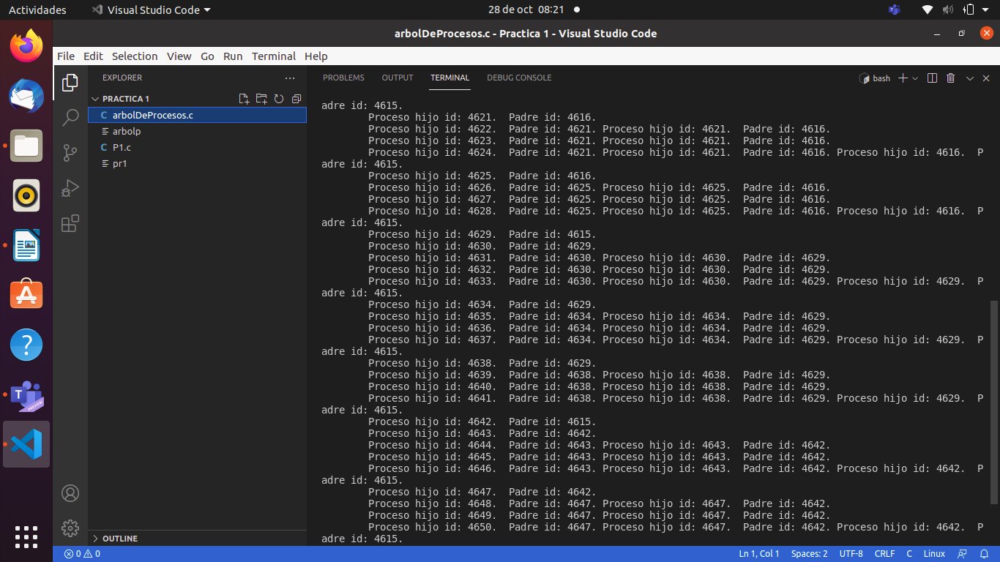 Actividades
Visual Studio Code
28 de oct 08:21
arbolDeProcesos.c - Practica 1 - Visual Studio Code
File Edit Selection View Go Run Terminal Help
EXPLORER
PRACTICA 1
C arbolDeProcesos.c
arbolp
C P1.c
pr1
OUTLINE
PROBLEMS OUTPUT TERMINAL DEBUG CONSOLE
bash
adre id: 4615.
Proceso hijo id: 4621. Padre id: 4616.
Proceso hijo id: 4622. Padre id: 4621. Proceso hijo id: 4621. Padre id: 4616.
Proceso hijo id: 4623. Padre id: 4621. Proceso hijo id: 4621. Padre id: 4616.
Proceso hijo id: 4624. Padre id: 4621. Proceso hijo id: 4621. Padre id: 4616. Proceso hijo id: 4616. P
adre id: 4615.
Proceso hijo id: 4625. Padre id: 4616.
Proceso hijo id: 4626. Padre id: 4625. Proceso hijo id: 4625. Padre id: 4616.
Proceso hijo id: 4627. Padre id: 4625. Proceso hijo id: 4625. Padre id: 4616.
Proceso hijo id: 4628. Padre id: 4625. Proceso hijo id: 4625. Padre id: 4616. Proceso hijo id: 4616. P
adre id: 4615.
Proceso hijo id: 4629. Padre id: 4615.
Proceso hijo id: 4630. Padre id: 4629.
Proceso hijo id: 4631. Padre id: 4630. Proceso hijo id: 4630. Padre id: 4629.
Proceso hijo id: 4632. Padre id: 4630. Proceso hijo id: 4630. Padre id: 4629.
Proceso hijo id: 4633. Padre id: 4630. Proceso hijo id: 4630. Padre id: 4629. Proceso hijo id: 4629. P
adre id: 4615.
Proceso hijo id: 4634. Padre id: 4629.
Proceso hijo id: 4635. Padre id: 4634. Proceso hijo id: 4634. Padre id: 4629.
Proceso hijo id: 4636. Padre id: 4634. Proceso hijo id: 4634. Padre id: 4629.
Proceso hijo id: 4637. Padre id: 4634. Proceso hijo id: 4634. Padre id: 4629. Proceso hijo id: 4629. P
adre id: 4615.
Proceso hijo id: 4638. Padre id: 4629.
Proceso hijo id: 4639. Padre id: 4638. Proceso hijo id: 4638. Padre id: 4629.
Proceso hijo id: 4640. Padre id: 4638. Proceso hijo id: 4638. Padre id: 4629.
Proceso hijo id: 4641. Padre id: 4638. Proceso hijo id: 4638. Padre id: 4629. Proceso hijo id: 4629. P
adre id: 4615.
Proceso hijo id: 4642. Padre id: 4615.
Proceso hijo id: 4643. Padre id: 4642.
Proceso hijo id: 4644. Padre id: 4643. Proceso hijo id: 4643. Padre id: 4642.
Proceso hijo id: 4645. Padre id: 4643. Proceso hijo id: 4643. Padre id: 4642.
Proceso hijo id: 4646. Padre id: 4643. Proceso hijo id: 4643. Padre id: 4642. Proceso hijo id: 4642. P
adre id: 4615.
Proceso hijo id: 4647. Padre id: 4642.
Proceso hijo id: 4648. Padre id: 4647. Proceso hijo id: 4647. Padre id: 4642.
Proceso hijo id: 4649. Padre id: 4647. Proceso hijo id: 4647. Padre id: 4642.
Proceso hijo id: 4650. Padre id: 4647. Proceso hijo id: 4647. Padre id: 4642. Proceso hijo id: 4642. P
adre id: 4615.
0 0
Ln 1, Col 1 Spaces: 2 UTF-8 CRLF C Linux